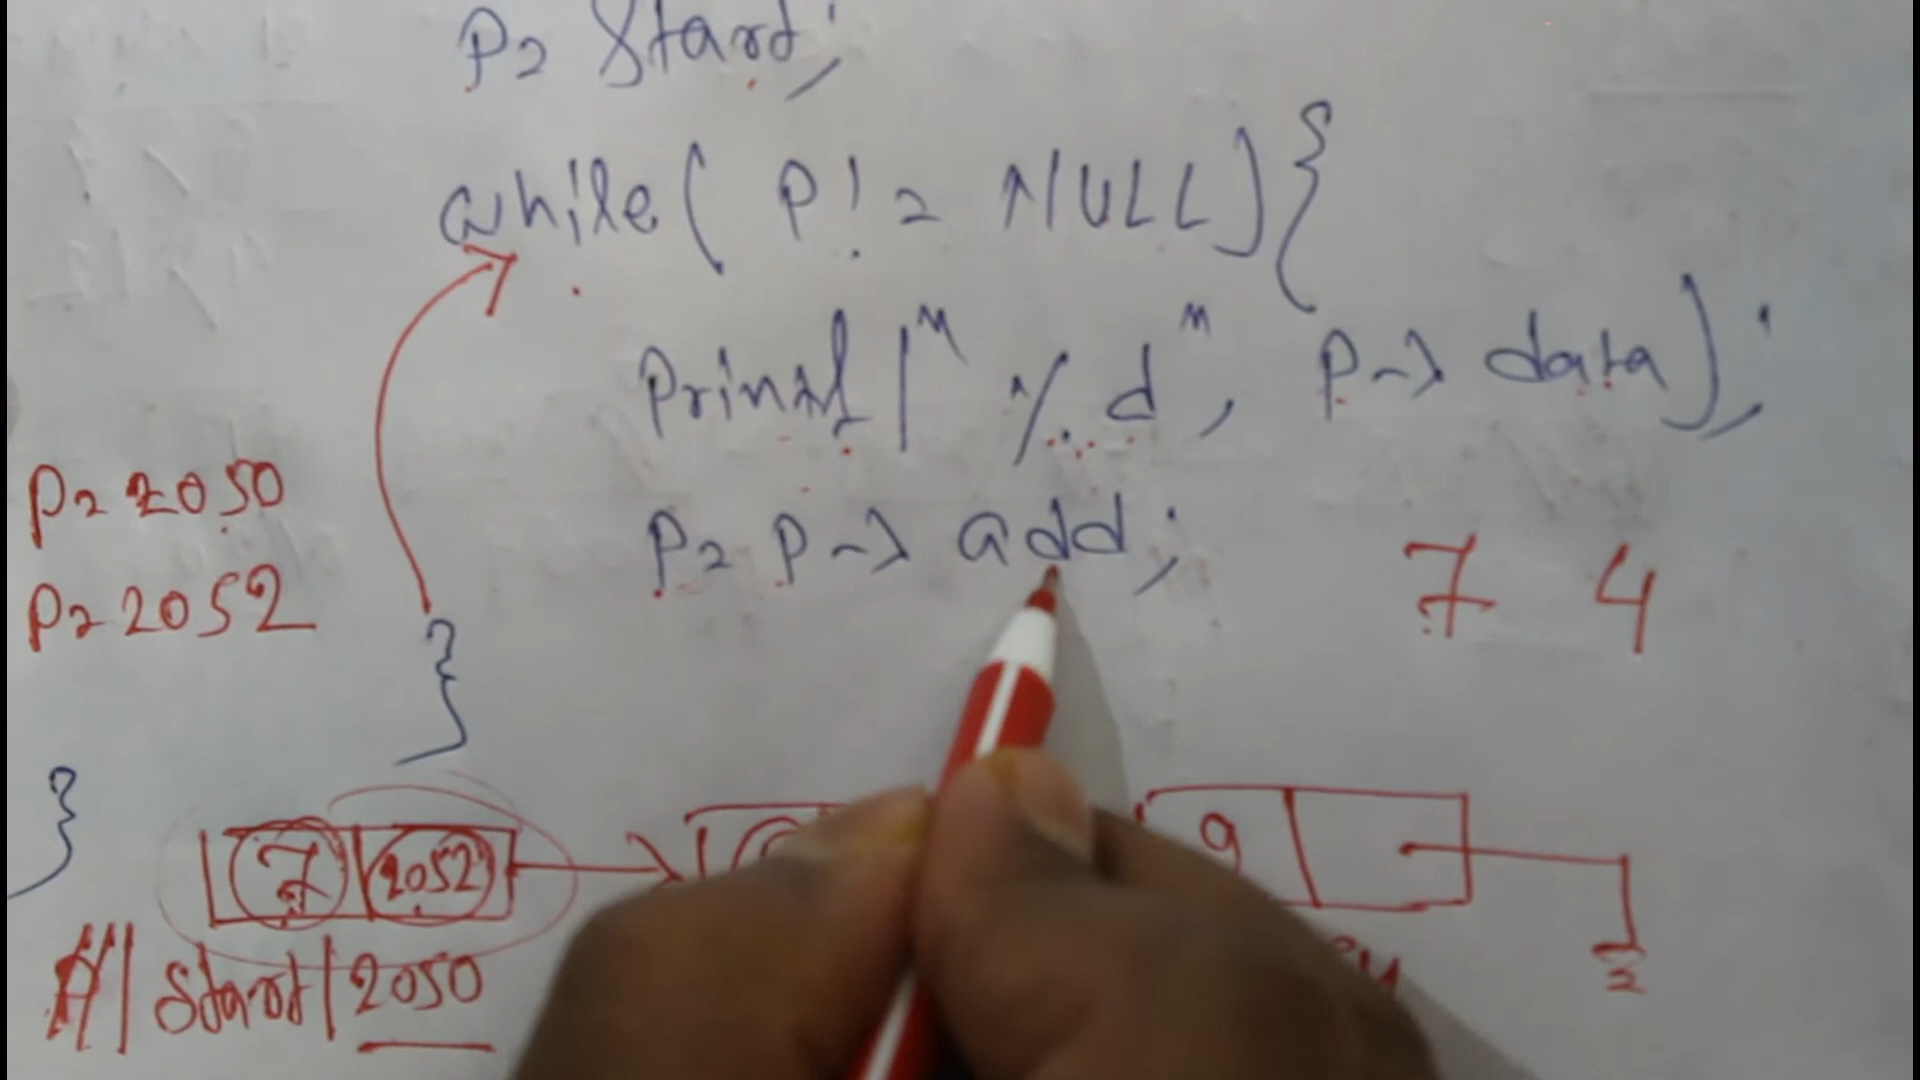 P = Start;
while( P! = NULL){
Printf("%d", P-> data);
P = P-> add;
P = 2050
P = 2052
7 4
}
}
7 2052
9
Start 2050